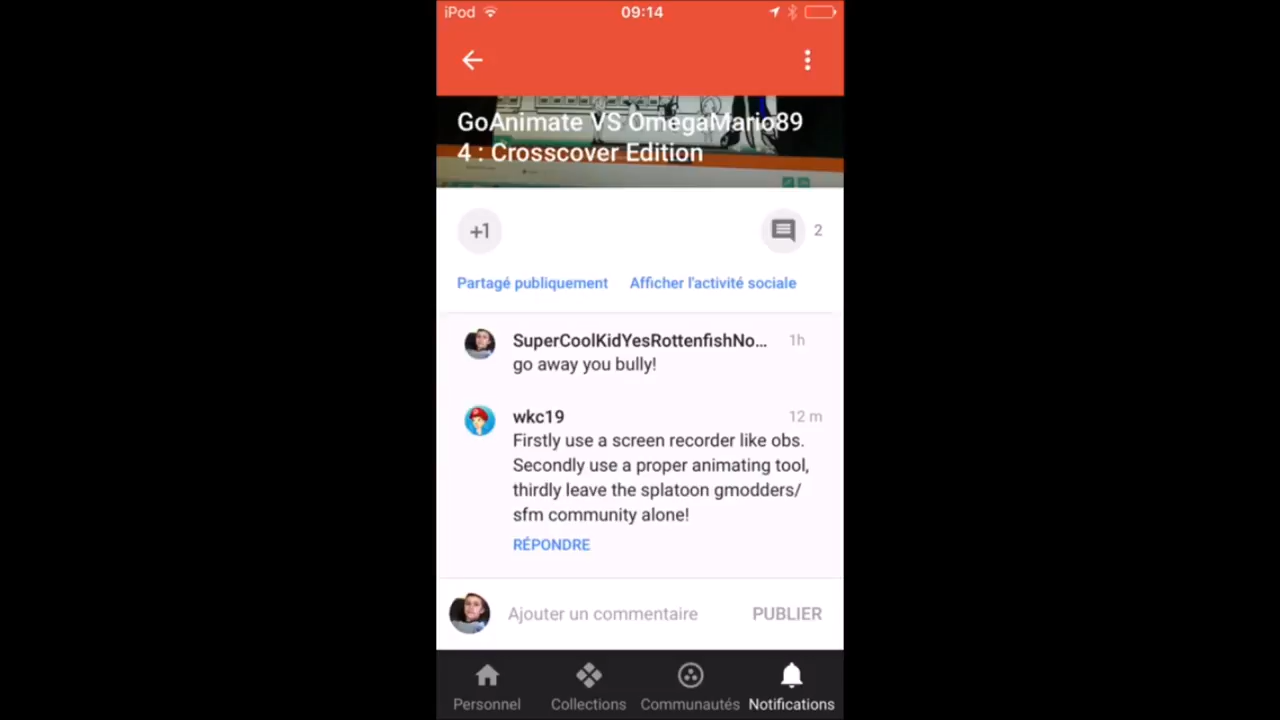 iPod 09:14
GoAnimate VS OmegaMario89
4 : Crosscover Edition
+1 2
Partagé publiquement Afficher l'activité sociale
SuperCoolKidYesRottenfishNo... 1h
go away you bully!
wkc19 12 m
Firstly use a screen recorder like obs.
Secondly use a proper animating tool,
thirdly leave the splatoon gmodders/
sfm community alone!
RÉPONDRE
Ajouter un commentaire PUBLIER
Personnel Collections Communautés Notifications